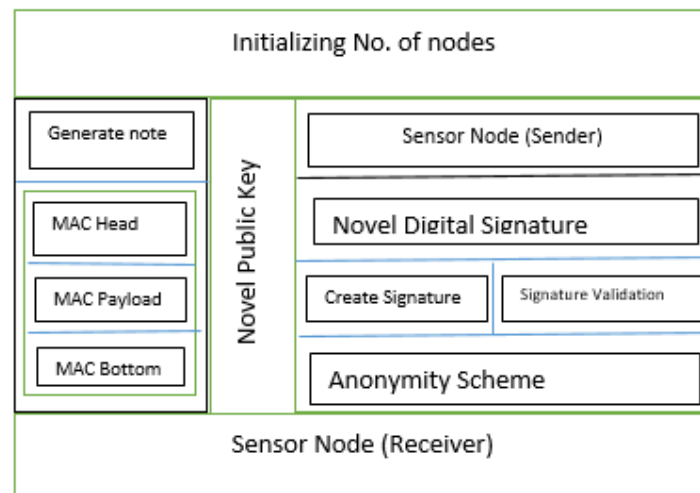 Initializing No. of nodes
Generate note
MAC Head
MAC Payload
MAC Bottom
Novel Public Key
Sensor Node (Sender)
Novel Digital Signature
Create Signature
Signature Validation
Anonymity Scheme
Sensor Node (Receiver)